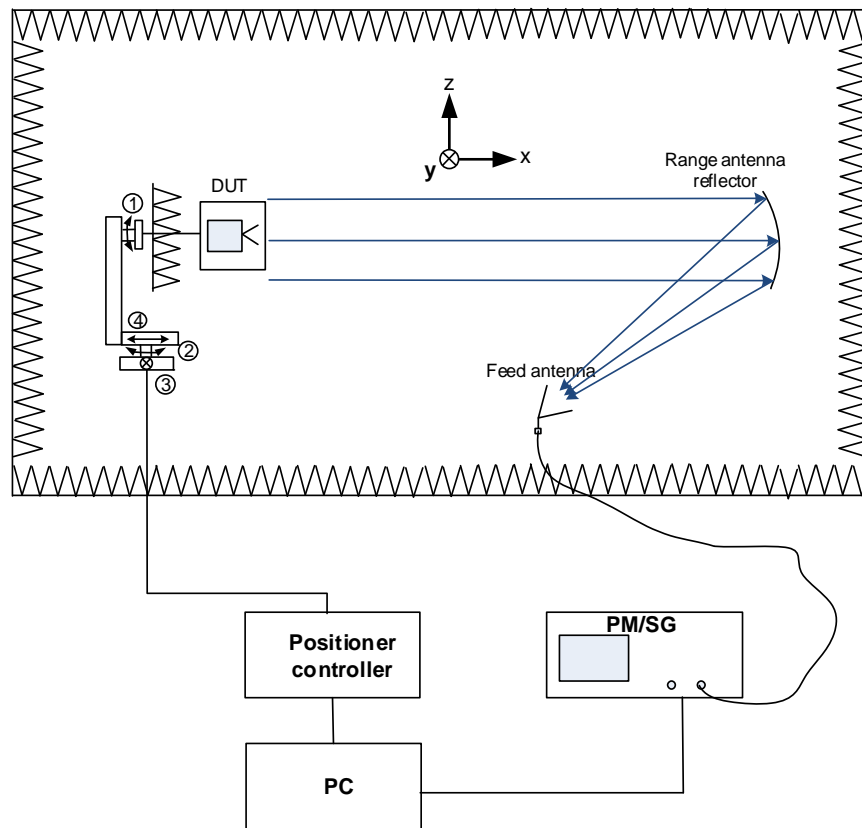 z
y
x
DUT
Range antenna
reflector
①
④
②
③
Feed antenna
PM/SG
Positioner
controller
PC